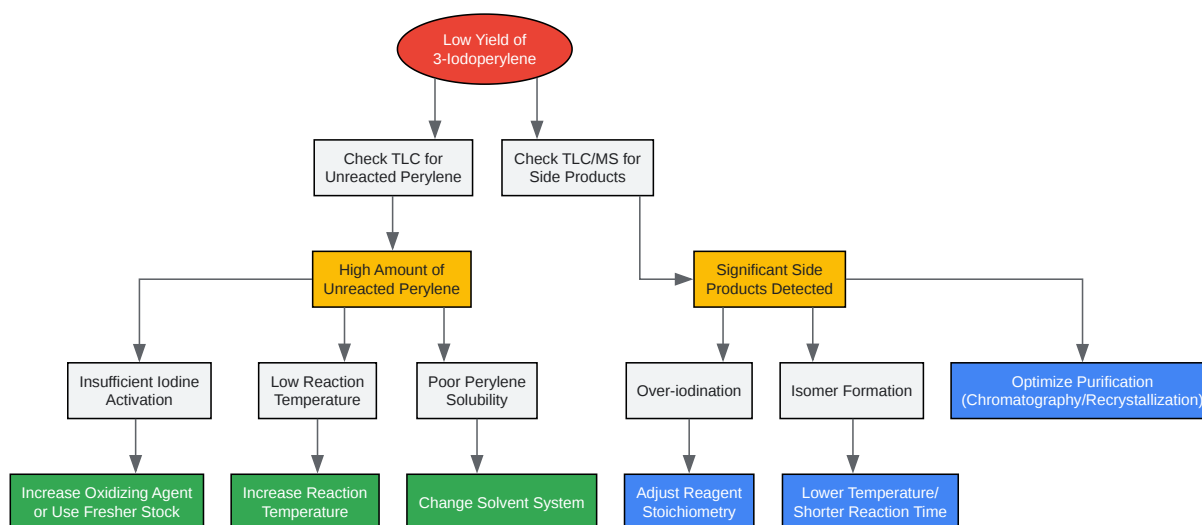 Low Yield of
3-Iodoperylene
Check TLC for
Unreacted Perylene
Check TLC/MS for
Side Products
High Amount of
Unreacted Perylene
Significant Side
Products Detected
Insufficient Iodine
Activation
Low Reaction
Temperature
Poor Perylene
Solubility
Over-iodination
Isomer Formation
Optimize Purification
(Chromatography/Recrystallization)
Increase Oxidizing Agent
or Use Fresher Stock
Increase Reaction
Temperature
Change Solvent System
Adjust Reagent
Stoichiometry
Lower Temperature/
Shorter Reaction Time